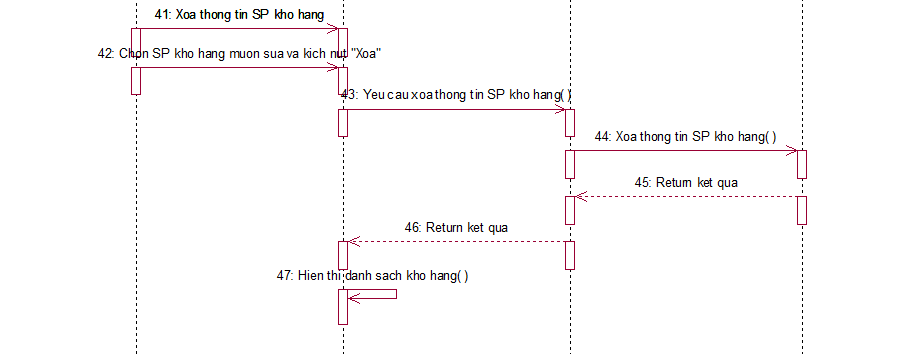 41: Xoa thong tin SP kho hang
42: Chon SP kho hang muon sua va kich nut "Xoa"
43: Yeu cau xoa thong tin SP kho hang( )
44: Xoa thong tin SP kho hang( )
45: Return ket qua
46: Return ket qua
47: Hien thi danh sach kho hang( )